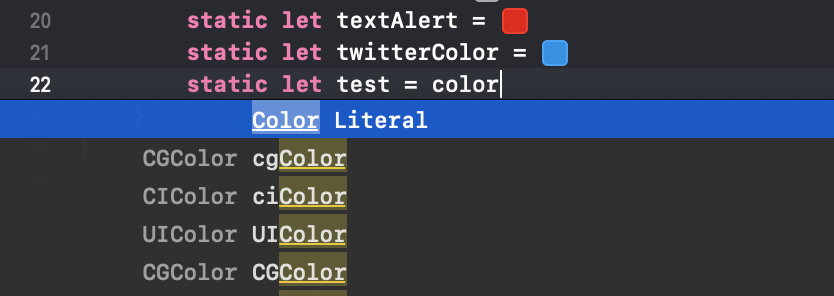 20 static let textAlert =
21 static let twitterColor =
22 static let test = color
Color Literal
CGColor cgColor
CIColor ciColor
UIColor UIColor
CGColor CGColor